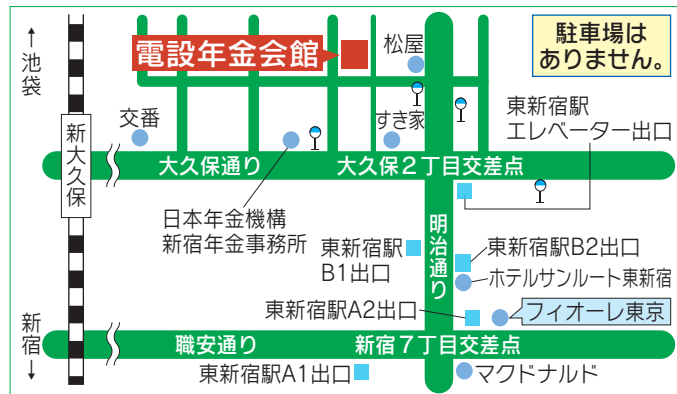 ↑
池袋
電設年金会館
松屋
駐車場は
ありません。
東新宿駅
エレベーター出口
交番
すき家
新大久保
大久保通り
大久保2丁目交差点
日本年金機構
新宿年金事務所
東新宿駅
B1出口
明治通り
東新宿駅B2出口
ホテルサンルート東新宿
東新宿駅A2出口
フィオーレ東京
新宿
↓
職安通り
新宿7丁目交差点
東新宿駅A1出口
マクドナルド